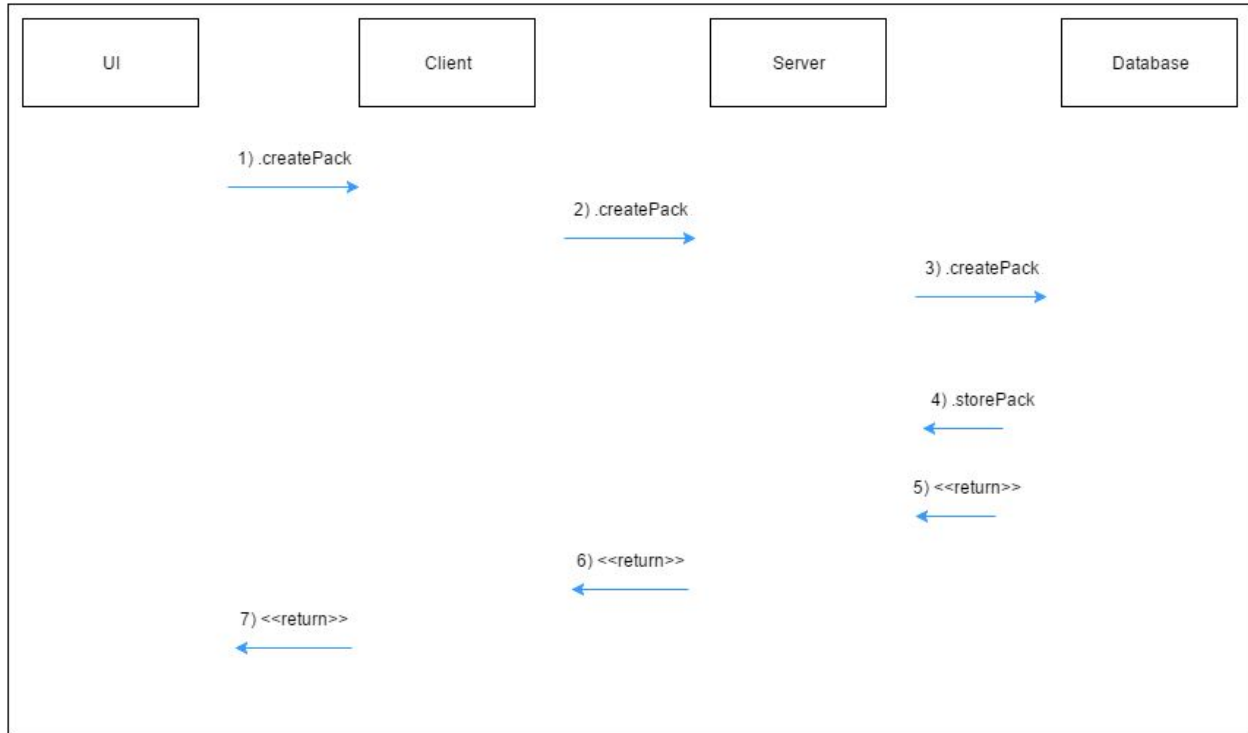 UI
Client
Server
Database
1) .createPack
2) .createPack
3) .createPack
4) .storePack
5) <<return>>
6) <<return>>
7) <<return>>